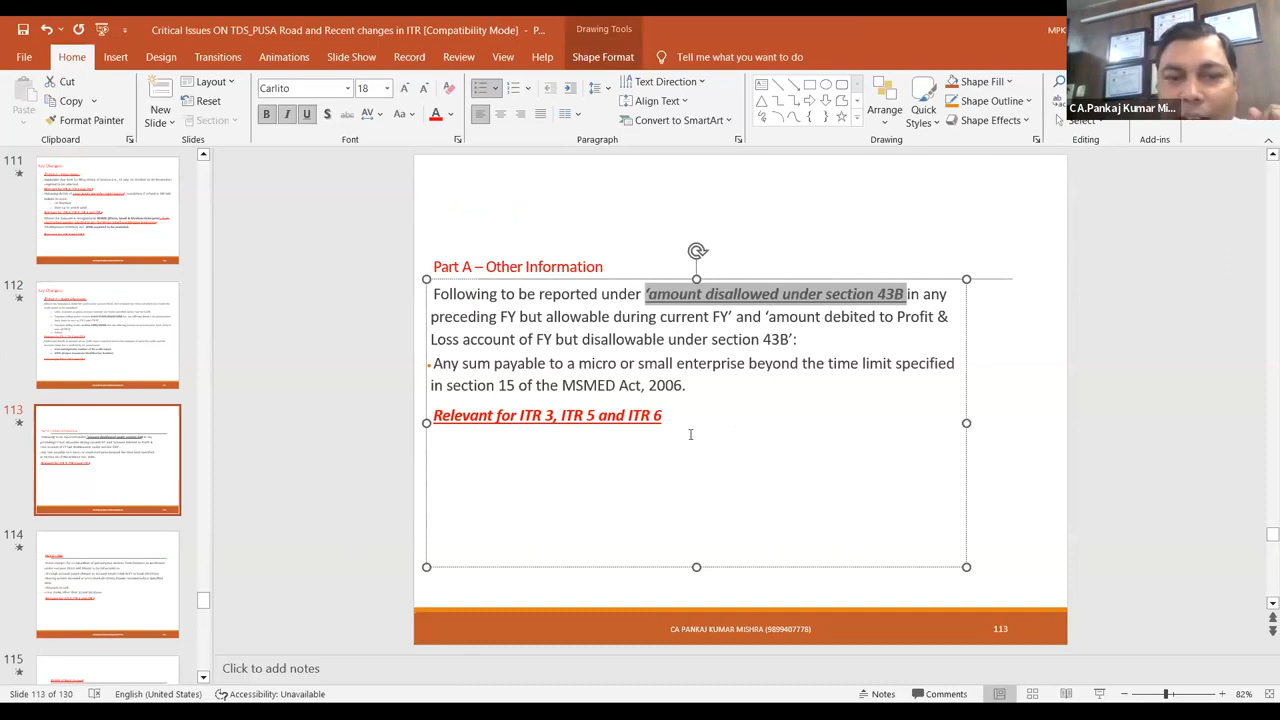 Critical Issues ON TDS_PUSA Road and Recent changes in ITR [Compatibility Mode] - P...
Drawing Tools
MPK
File
Home
Insert
Design
Transitions
Animations
Slide Show
Record
Review
View
Help
Shape Format
Tell me what you want to do
Paste
Cut
Copy
Format Painter
Clipboard
New Slide
Layout
Reset
Section
Slides
Carlito
18
B I U S
Aa
A
Font
Text Direction
Align Text
Convert to SmartArt
Paragraph
Arrange
Quick Styles
Shape Fill
Shape Outline
Shape Effects
Drawing
Select
Editing
Add-ins
CA.Pankaj Kumar Mi...
111
112
113
114
115
Part A – Other Information
Following to be reported under ‘amount disallowed under section 43B in any
preceding FY but allowable during current FY’ and ‘amount debited to Profit &
Loss account of FY but disallowable under section 43B’:
•Any sum payable to a micro or small enterprise beyond the time limit specified
in section 15 of the MSMED Act, 2006.
Relevant for ITR 3, ITR 5 and ITR 6
CA PANKAJ KUMAR MISHRA (9899407778)
113
Click to add notes
Slide 113 of 130
English (United States)
Accessibility: Unavailable
Notes
Comments
82%